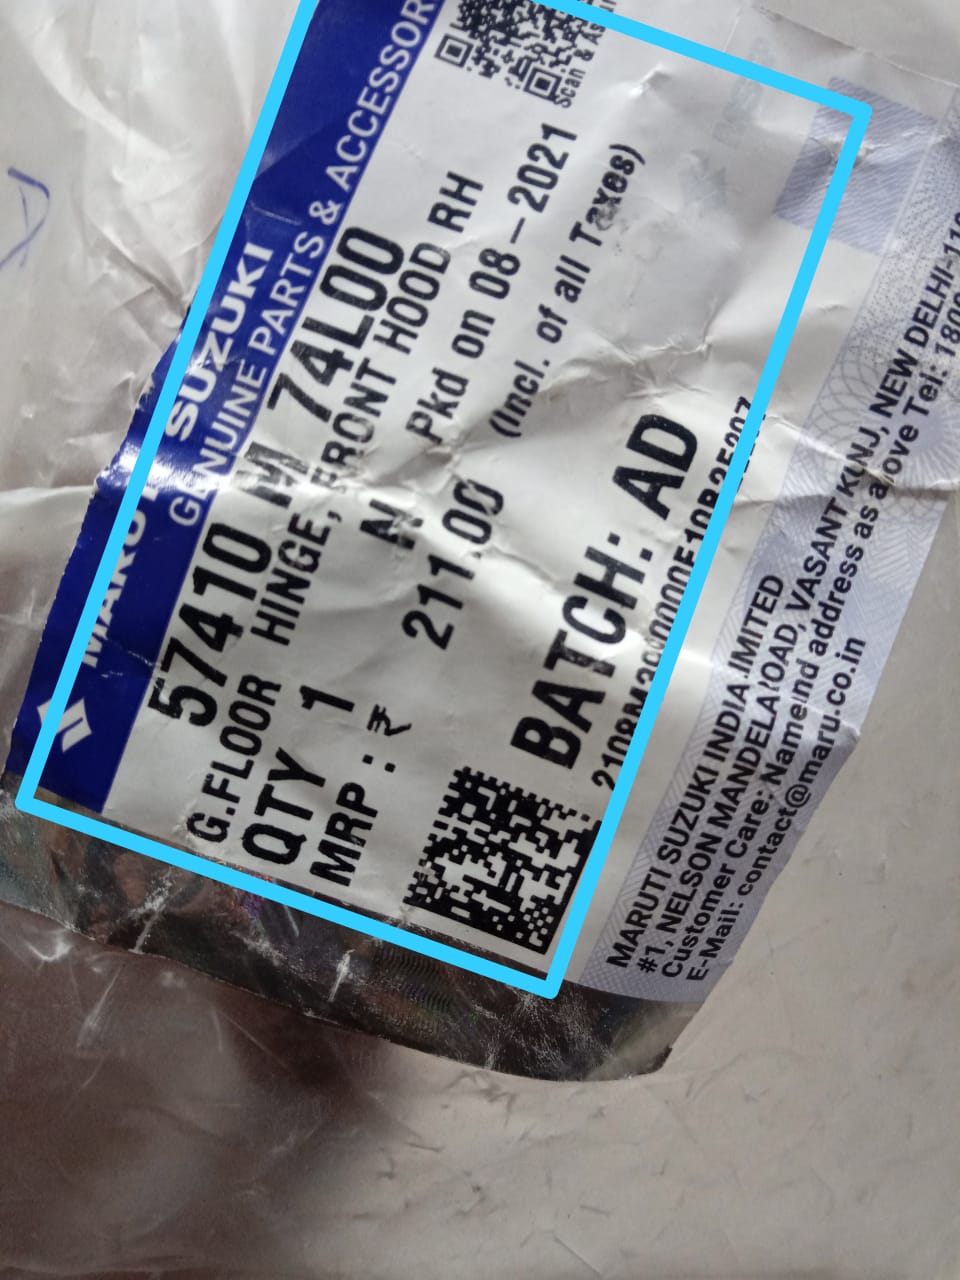 MARUTI SUZUKI
GENUINE PARTS & ACCESSOR
57410 M 74L00
G.FLOOR HINGE, FRONT HOOD RH
QTY 1 N Pkd on 08-2021
MRP : ₹ 211.00 (Incl. of all Taxes)
Scan &
BATCH: AD
MARUTI SUZUKI INDIA LIMITED
#1, NELSON MANDELA ROAD, VASANT KUNJ, NEW DELHI-110
Customer Care: Name and address as above Tel: 1800
E-Mail: contact@maru.co.in